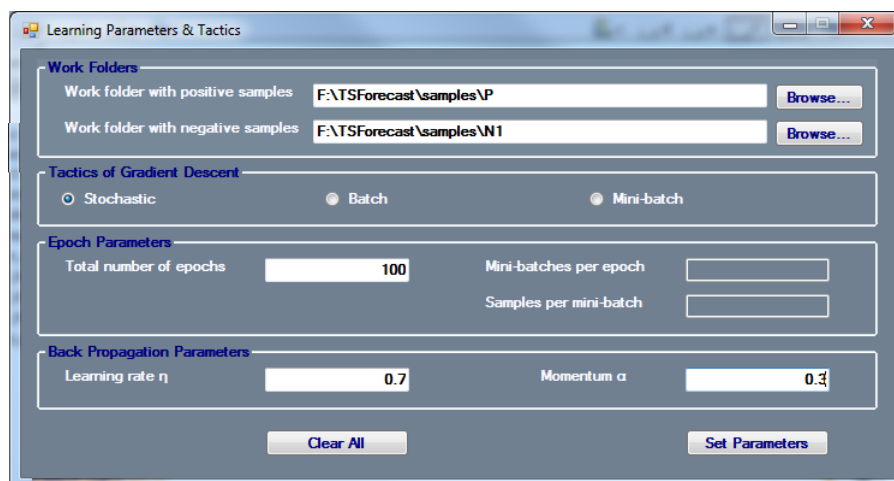 Learning Parameters & Tactics
Work Folders
Work folder with positive samples F:\TSForecast\samples\P Browse...
Work folder with negative samples F:\TSForecast\samples\N1 Browse...
Tactics of Gradient Descent
Stochastic Batch Mini-batch
Epoch Parameters
Total number of epochs 100 Mini-batches per epoch
Samples per mini-batch
Back Propagation Parameters
Learning rate η 0.7 Momentum α 0.3
Clear All Set Parameters